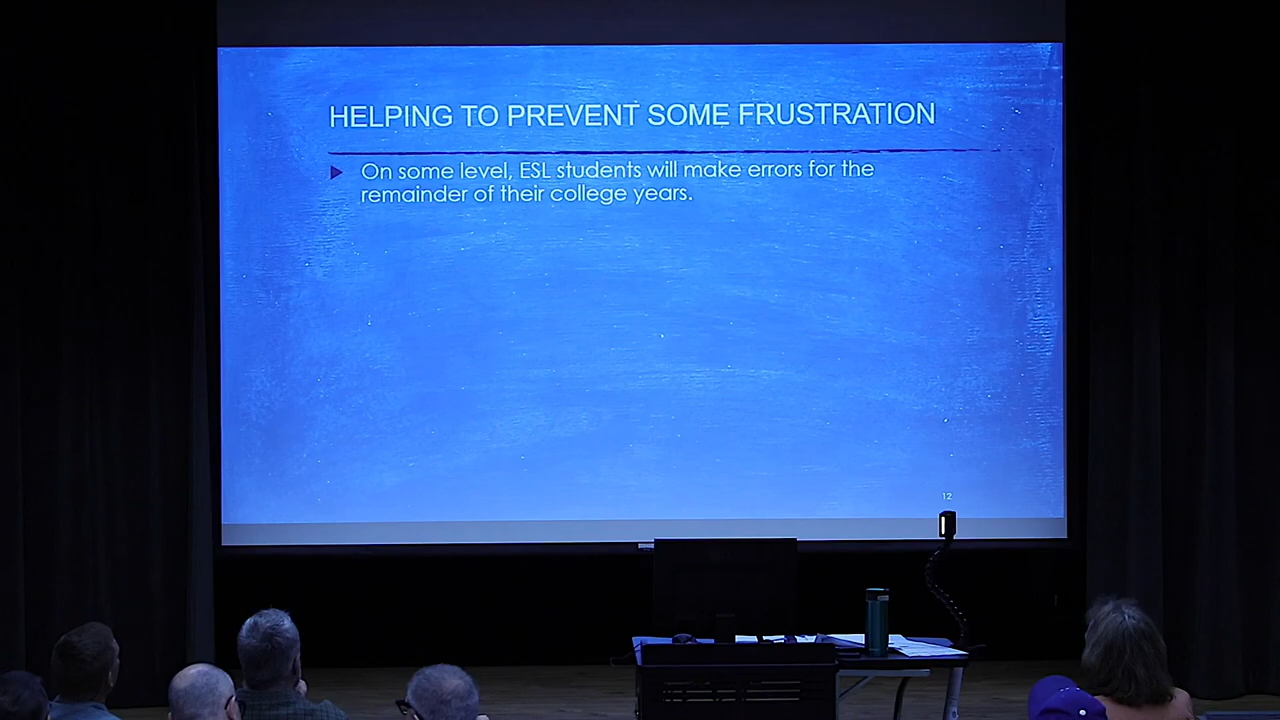 HELPING TO PREVENT SOME FRUSTRATION
On some level, ESL students will make errors for the
remainder of their college years.
12